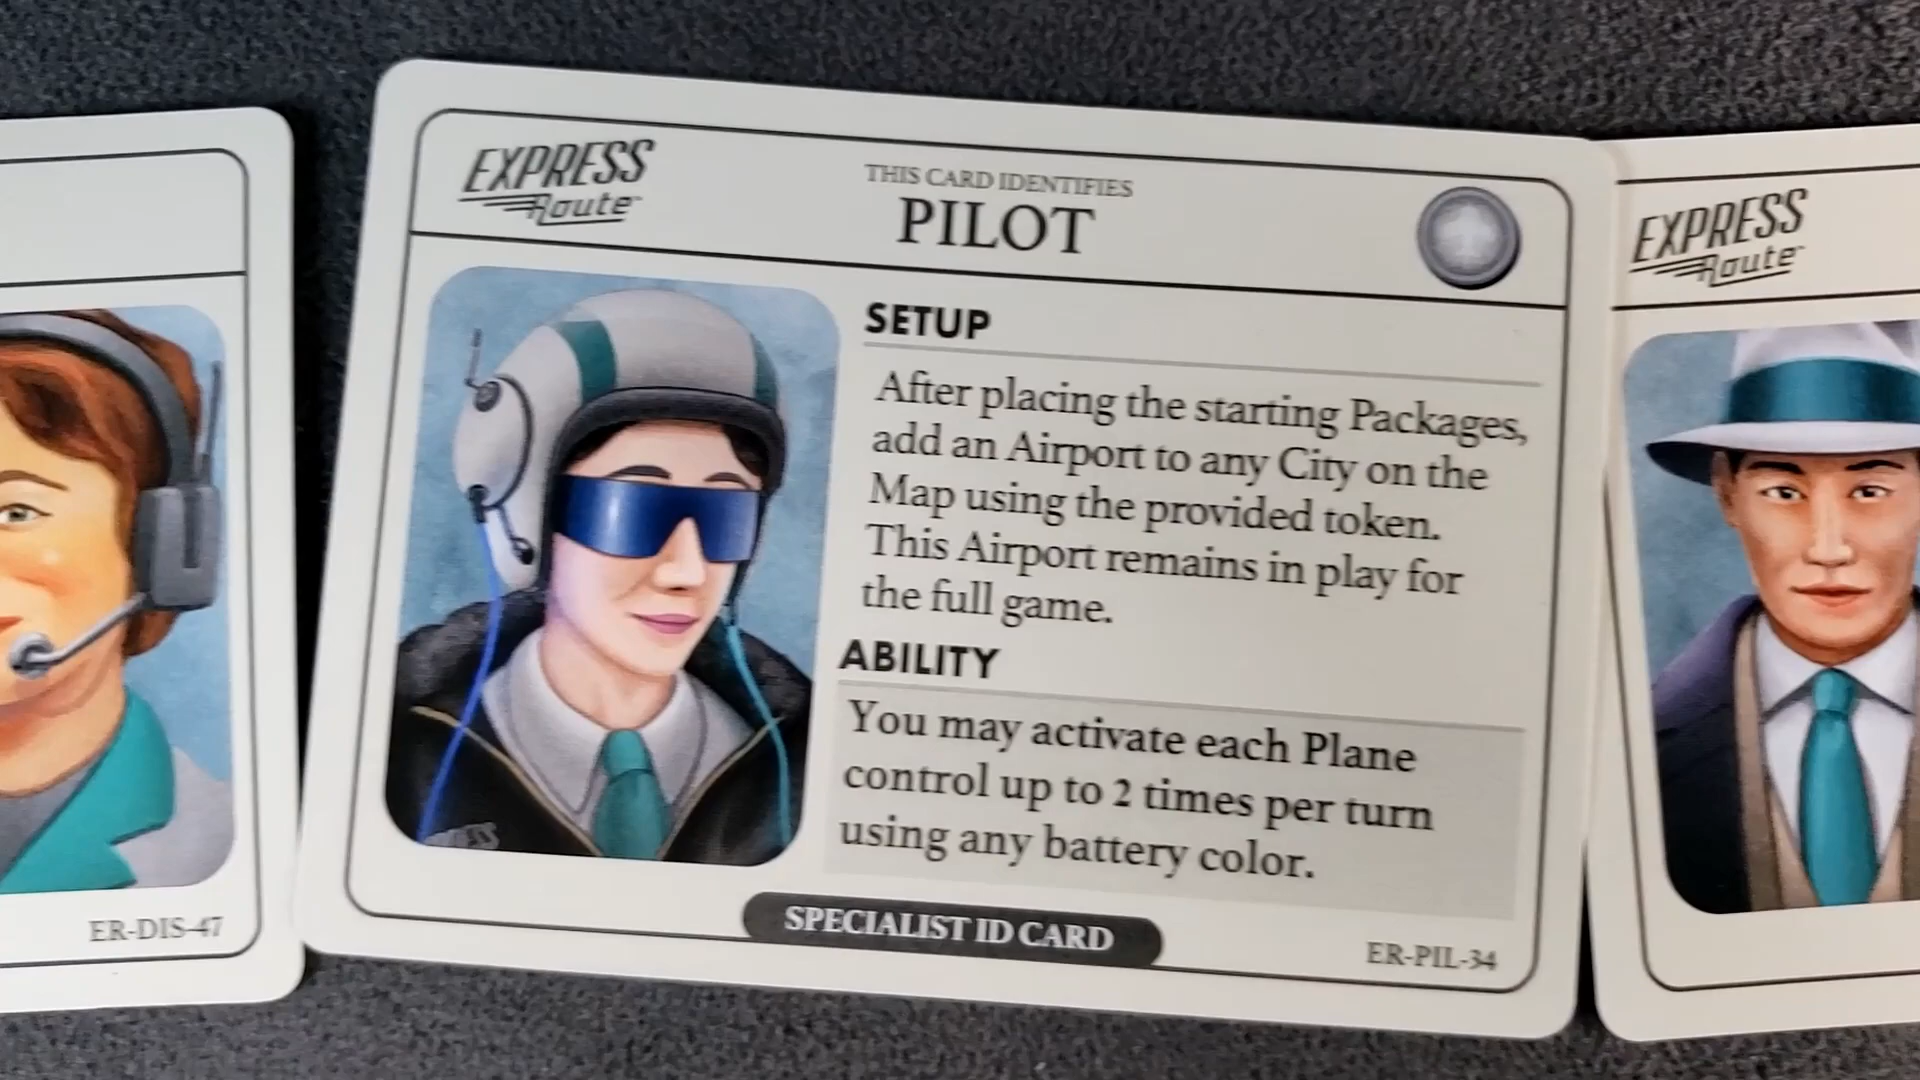 EXPRESS
Route
THIS CARD IDENTIFIES
PILOT
SETUP
After placing the starting Packages,
add an Airport to any City on the
Map using the provided token.
This Airport remains in play for
the full game.
ABILITY
You may activate each Plane
control up to 2 times per turn
using any battery color.
SPECIALIST ID CARD
ER-PIL-34
ER-DIS-47
EXPRESS
Route